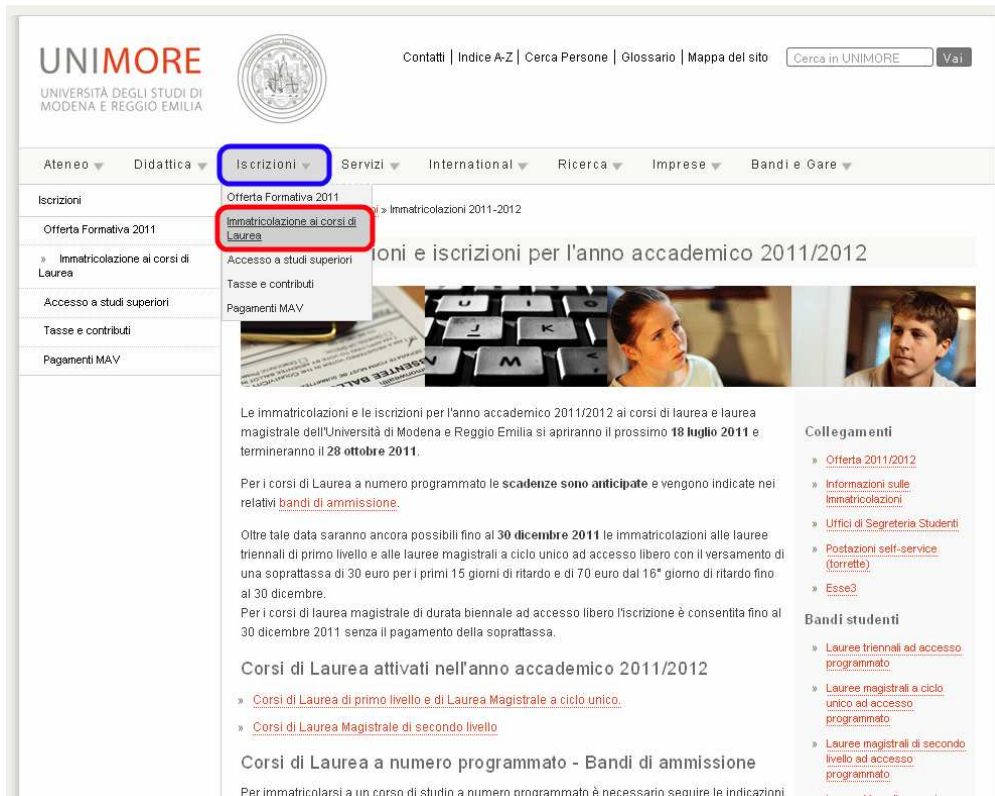 UNIMORE
UNIVERSITÀ DEGLI STUDI DI
MODENA E REGGIO EMILIA
Contatti | Indice A-Z | Cerca Persone | Glossario | Mappa del sito
Cerca in UNIMORE
Vai
Ateneo Didattica Iscrizioni Servizi International Ricerca Imprese Bandi e Gare
Iscrizioni
Offerta Formativa 2011
» Immatricolazione ai corsi di
Laurea
Accesso a studi superiori
Tasse e contributi
Pagamenti MAV
Offerta Formativa 2011
Immatricolazione ai corsi di
Laurea
Accesso a studi superiori
Tasse e contributi
Pagamenti MAV
» Immatricolazioni 2011-2012
ioni e iscrizioni per l'anno accademico 2011/2012
U I
J K
W M
Le immatricolazioni e le iscrizioni per l'anno accademico 2011/2012 ai corsi di laurea e laurea
magistrale dell'Università di Modena e Reggio Emilia si apriranno il prossimo 18 luglio 2011 e
termineranno il 28 ottobre 2011.
Per i corsi di Laurea a numero programmato le scadenze sono anticipate e vengono indicate nei
relativi bandi di ammissione.
Oltre tale data saranno ancora possibili fino al 30 dicembre 2011 le immatricolazioni alle lauree
triennali di primo livello e alle lauree magistrali a ciclo unico ad accesso libero con il versamento di
una soprattassa di 30 euro per i primi 15 giorni di ritardo e di 70 euro dal 16° giorno di ritardo fino
al 30 dicembre.
Per i corsi di laurea magistrale di durata biennale ad accesso libero l'iscrizione è consentita fino al
30 dicembre 2011 senza il pagamento della soprattassa.
Corsi di Laurea attivati nell'anno accademico 2011/2012
» Corsi di Laurea di primo livello e di Laurea Magistrale a ciclo unico.
» Corsi di Laurea Magistrale di secondo livello
Corsi di Laurea a numero programmato - Bandi di ammissione
Per immatricolarsi a un corso di studio a numero programmato è necessario seguire le indicazioni
Collegamenti
» Offerta 2011/2012
» Informazioni sulle
Immatricolazioni
» Uffici di Segreteria Studenti
» Postazioni self-service
(torrette)
» Esse3
Bandi studenti
» Lauree triennali ad accesso
programmato
» Lauree magistrali a ciclo
unico ad accesso
programmato
» Lauree magistrali di secondo
livello ad accesso
programmato